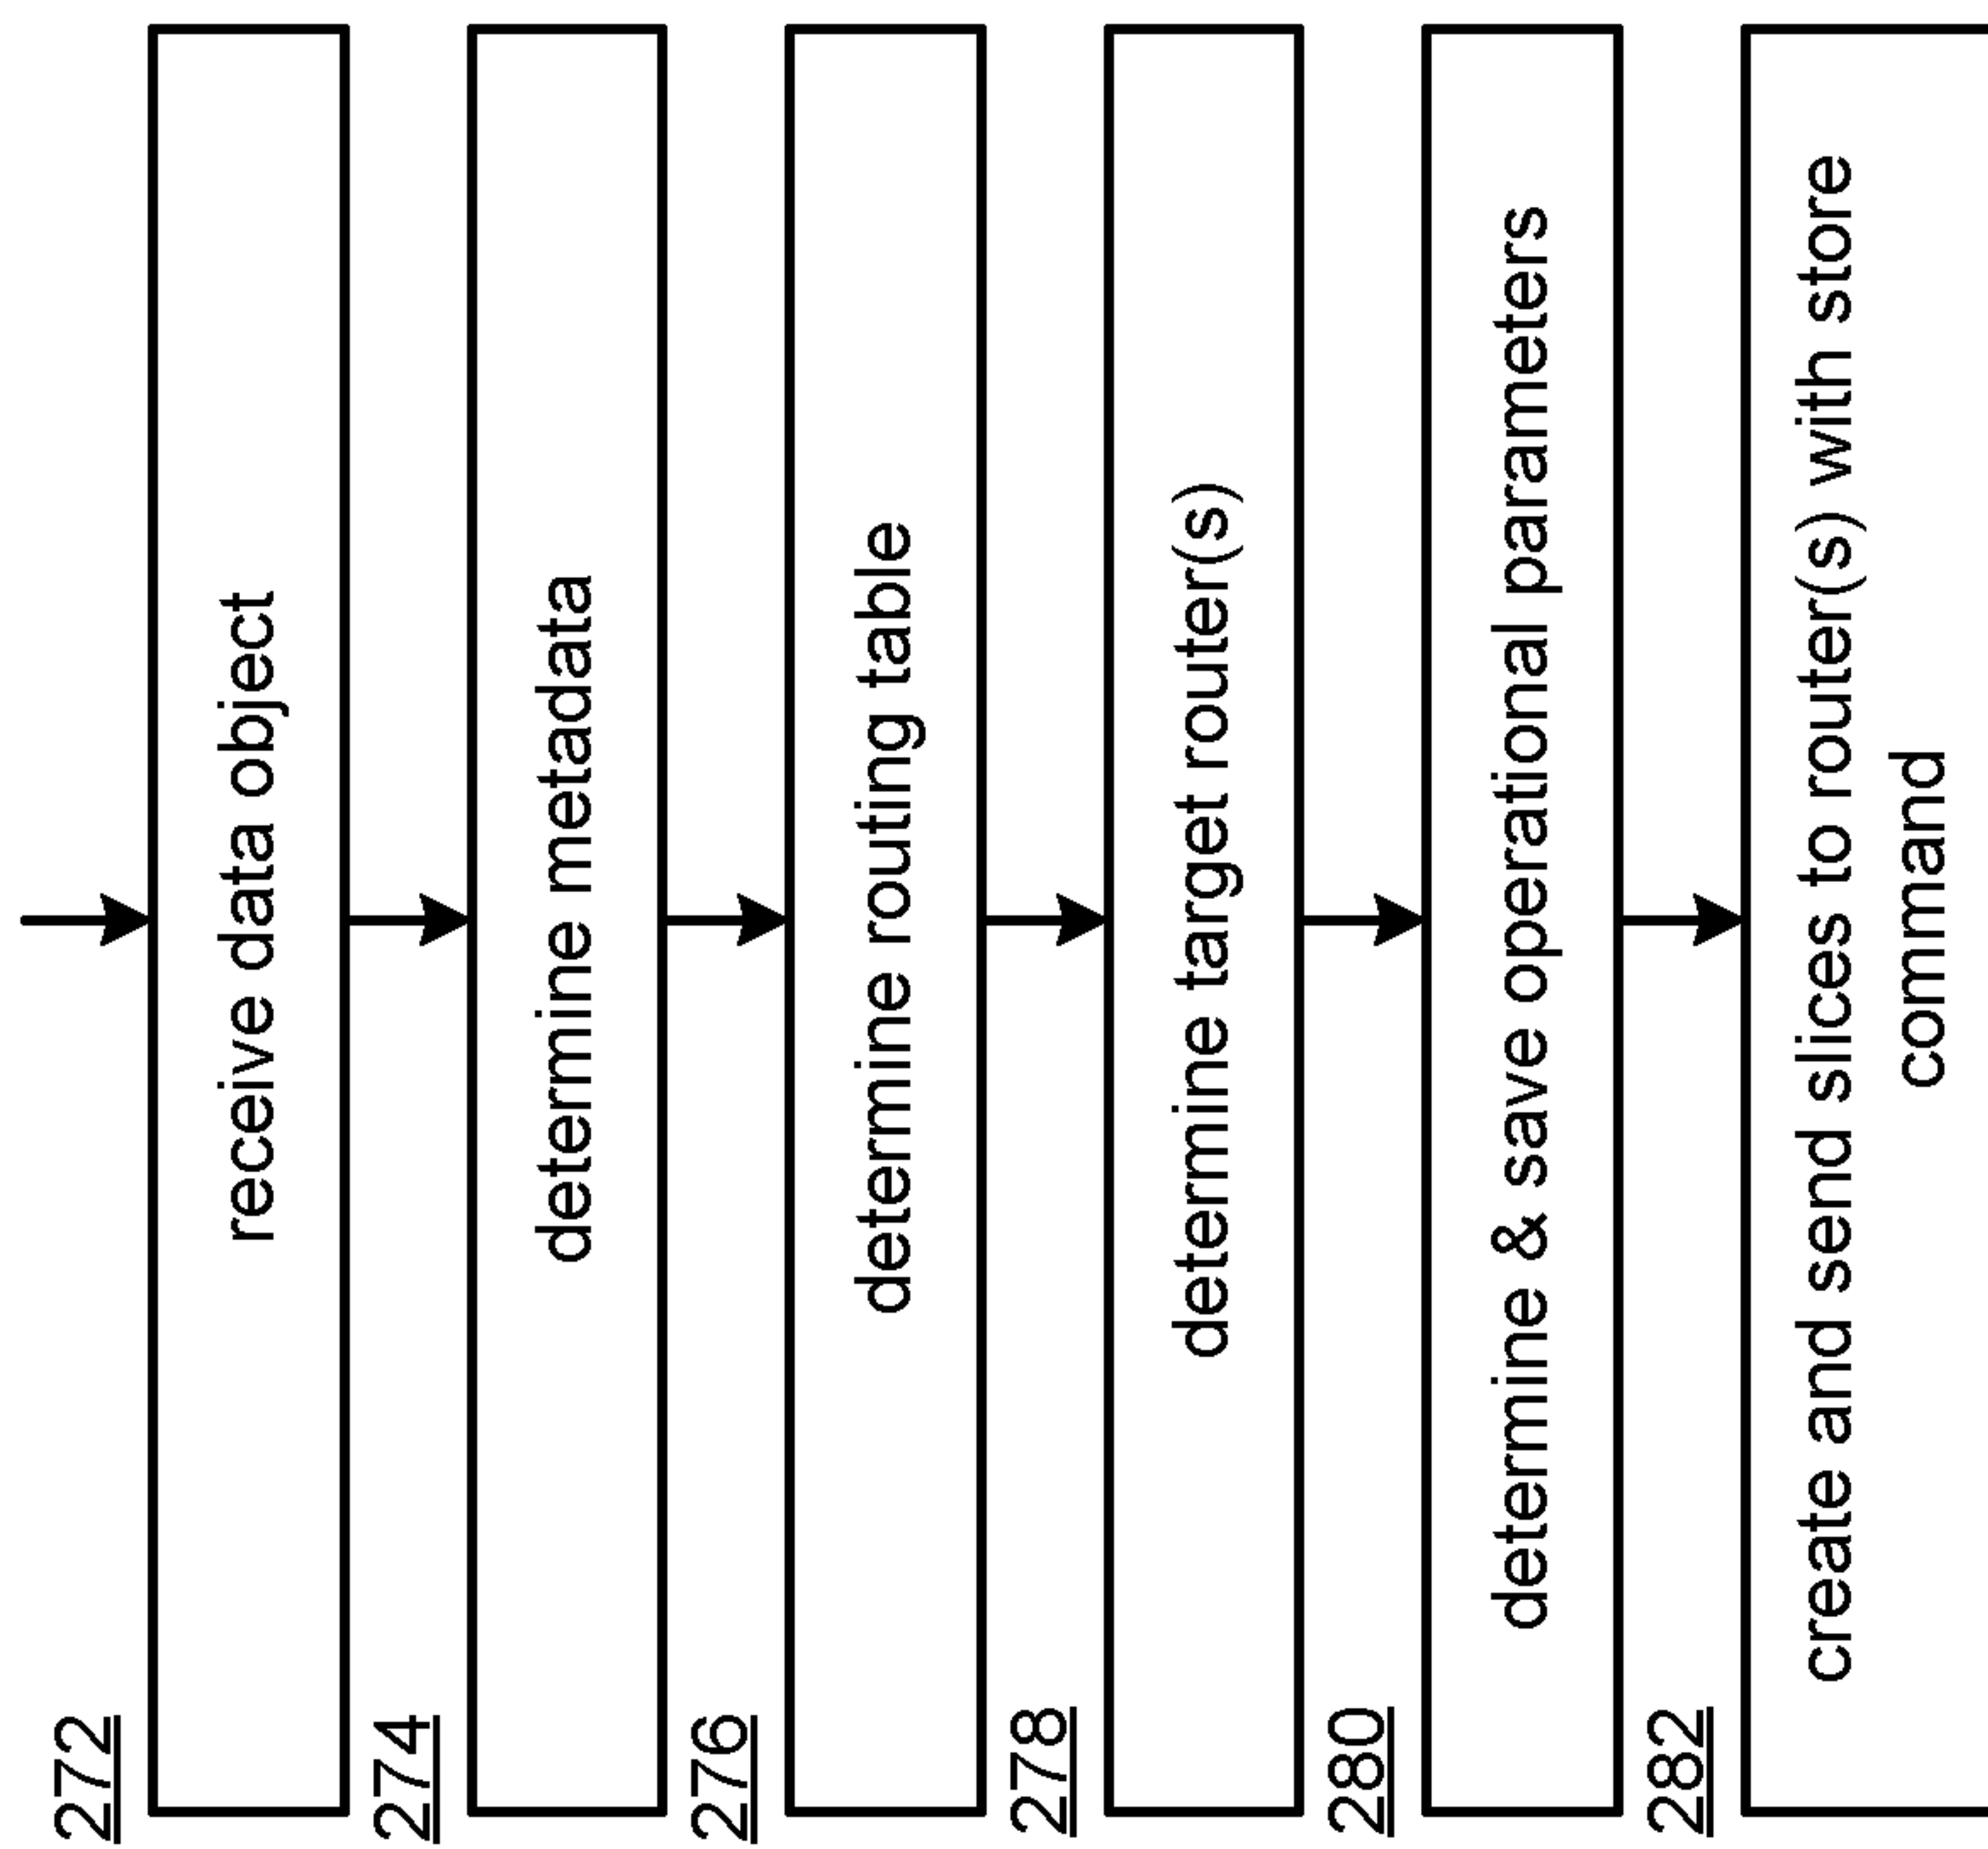 272
receive data object
274
determine metadata
276
determine routing table
278
determine target router(s)
280
determine & save operational parameters
282
create and send slices to router(s) with store
command